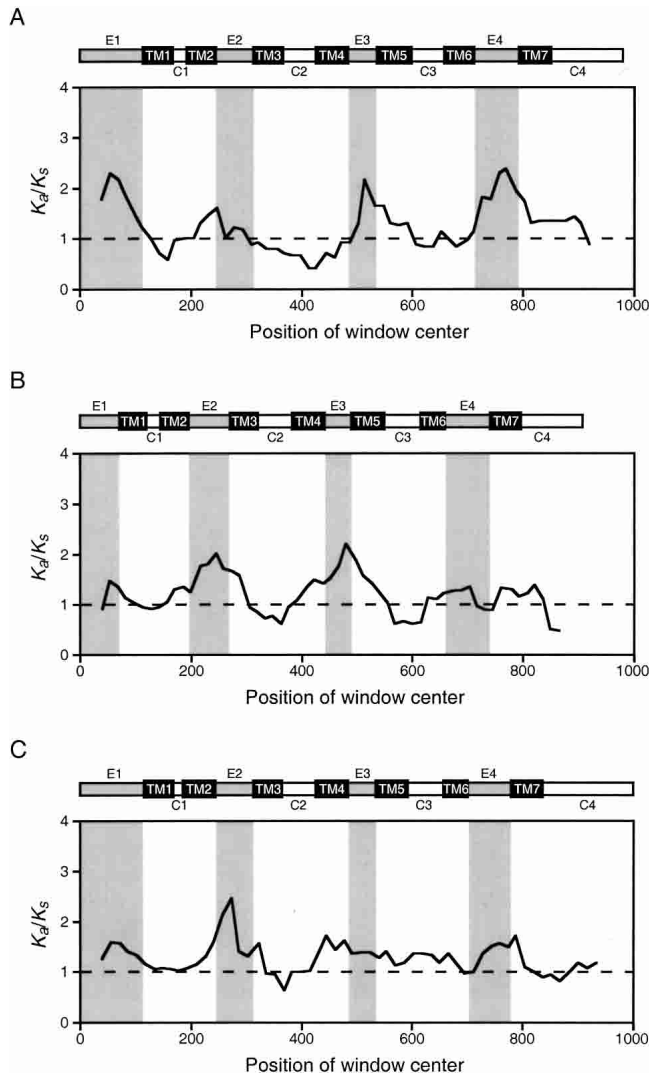 A
E1 E2 E3 E4
TM1 TM2 TM3 TM4 TM5 TM6 TM7
C1 C2 C3 C4
4
3
2
1
0
Ka/Ks
0 200 400 600 800 1000
Position of window center
B
E1 E2 E3 E4
TM1 TM2 TM3 TM4 TM5 TM6 TM7
C1 C2 C3 C4
4
3
2
1
0
Ka/Ks
0 200 400 600 800 1000
Position of window center
C
E1 E2 E3 E4
TM1 TM2 TM3 TM4 TM5 TM6 TM7
C1 C2 C3 C4
4
3
2
1
0
Ka/Ks
0 200 400 600 800 1000
Position of window center